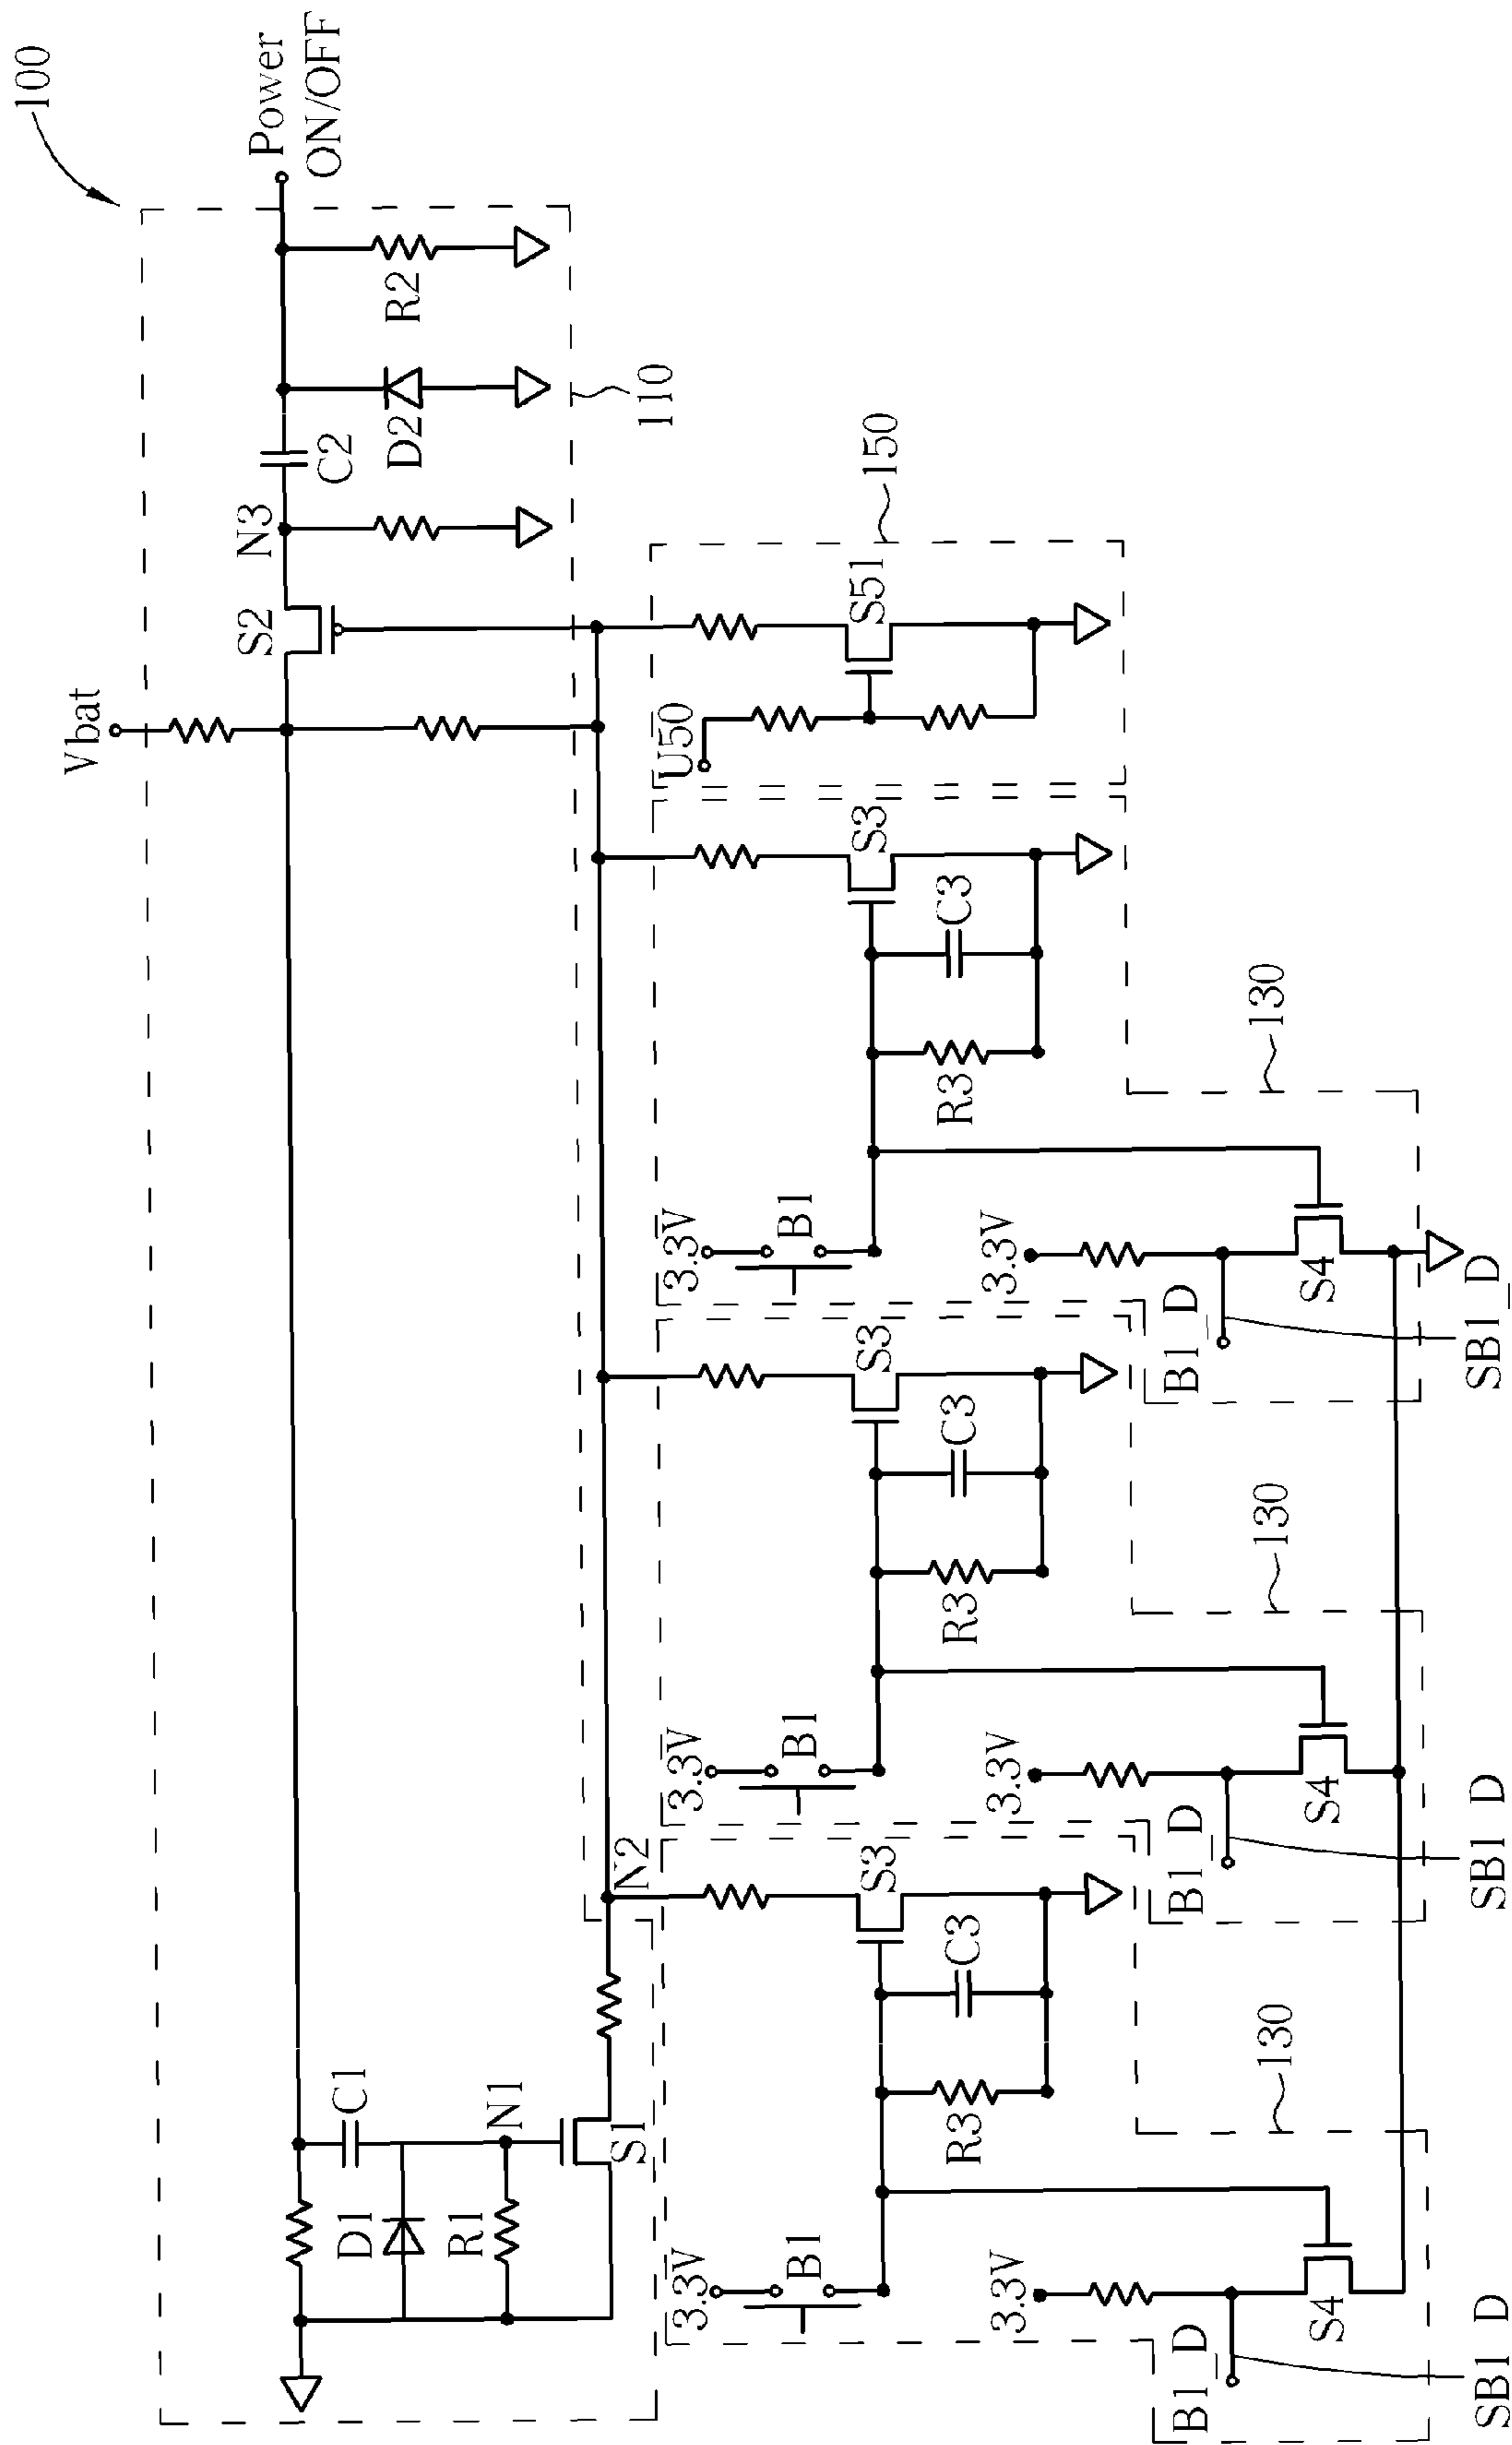 100
Power
ON/OFF
Vbat
R2
D2
C2
N3
S2
110
150
S51
U50
S3
C3
R3
130
3.3V
B1
3.3V
B1_D
S4
SB1_D
S3
C3
R3
130
3.3V
B1
3.3V
B1_D
S4
SB1_D
N2
S3
C3
R3
130
3.3V
B1
3.3V
B1_D
S4
SB1_D
C1
N1
D1
R1
S1